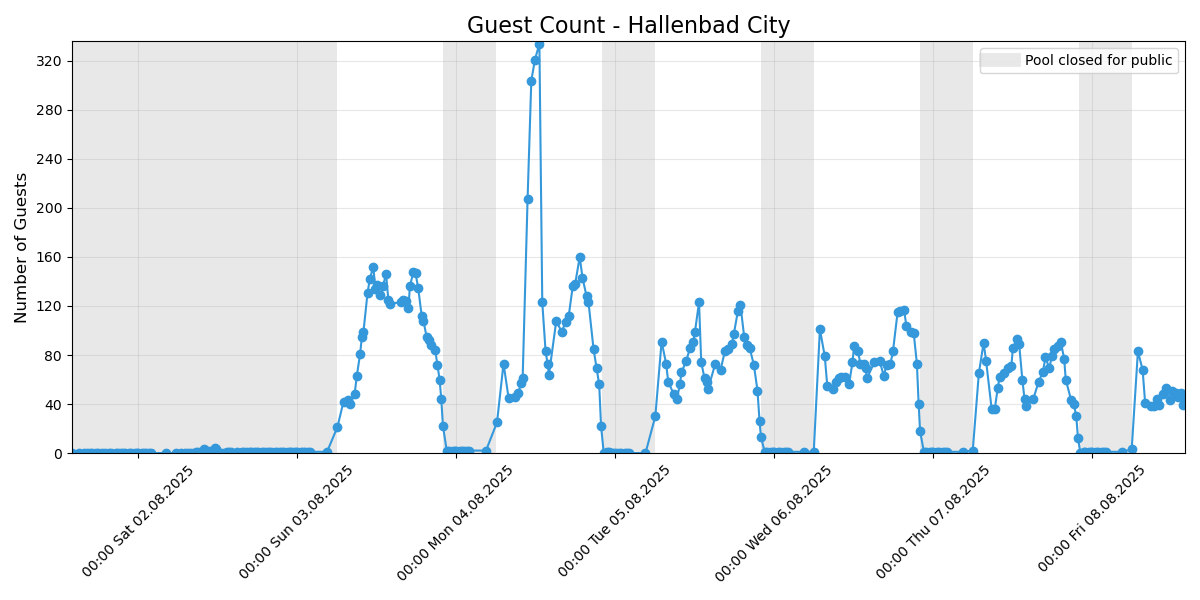 Guest Count - Hallenbad City
Pool closed for public
Number of Guests
320
280
240
200
160
120
80
40
0
00:00 Sat 02.08.2025
00:00 Sun 03.08.2025
00:00 Mon 04.08.2025
00:00 Tue 05.08.2025
00:00 Wed 06.08.2025
00:00 Thu 07.08.2025
00:00 Fri 08.08.2025